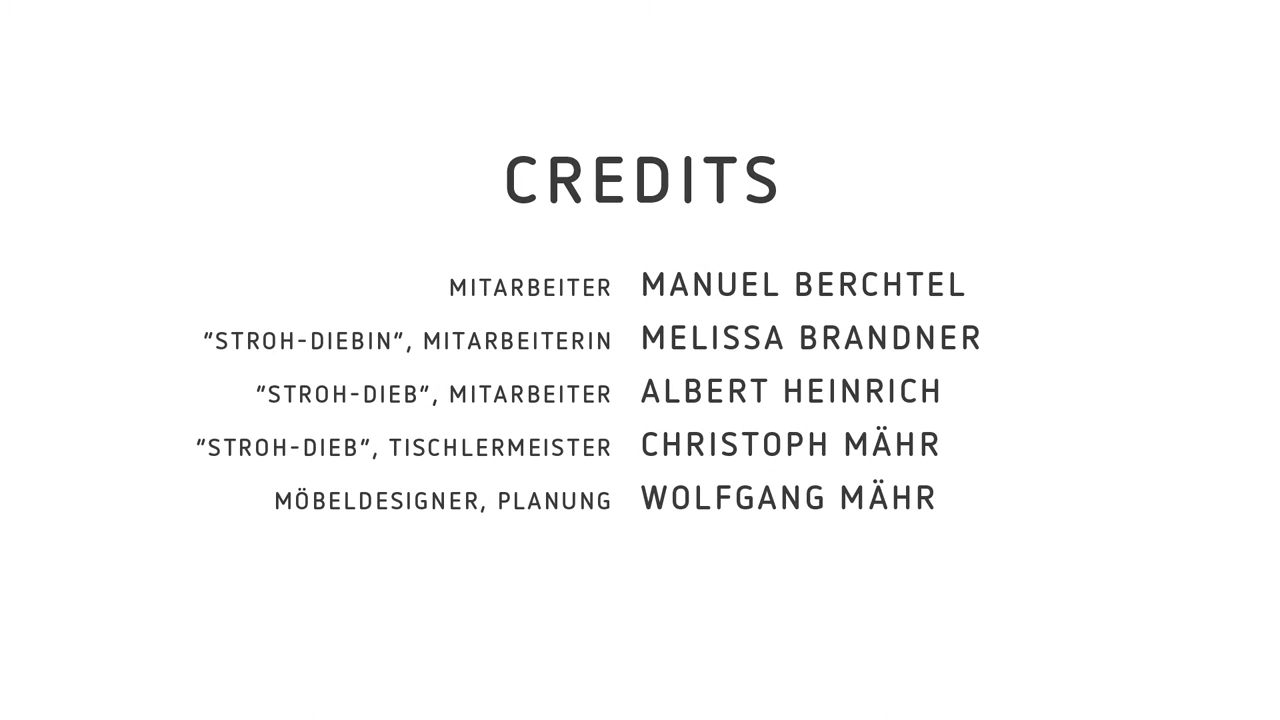 CREDITS
MITARBEITER MANUEL BERCHTEL
"STROH-DIEBIN", MITARBEITERIN MELISSA BRANDNER
"STROH-DIEB", MITARBEITER ALBERT HEINRICH
"STROH-DIEB", TISCHLERMEISTER CHRISTOPH MÄHR
MÖBELDESIGNER, PLANUNG WOLFGANG MÄHR